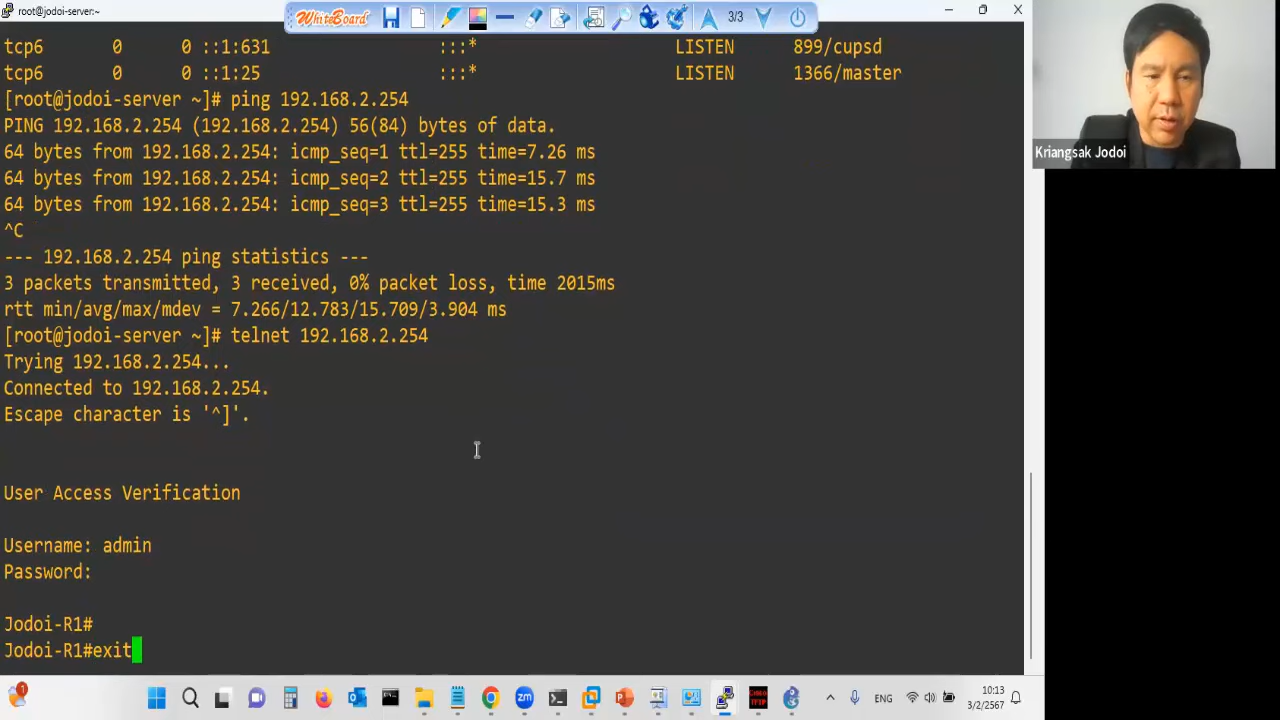 root@jodoi-server:~
WhiteBoard
3/3
tcp6 0 0 ::1:631 :::* LISTEN 899/cupsd
tcp6 0 0 ::1:25 :::* LISTEN 1366/master
[root@jodoi-server ~]# ping 192.168.2.254
PING 192.168.2.254 (192.168.2.254) 56(84) bytes of data.
64 bytes from 192.168.2.254: icmp_seq=1 ttl=255 time=7.26 ms
64 bytes from 192.168.2.254: icmp_seq=2 ttl=255 time=15.7 ms
64 bytes from 192.168.2.254: icmp_seq=3 ttl=255 time=15.3 ms
^C
--- 192.168.2.254 ping statistics ---
3 packets transmitted, 3 received, 0% packet loss, time 2015ms
rtt min/avg/max/mdev = 7.266/12.783/15.709/3.904 ms
[root@jodoi-server ~]# telnet 192.168.2.254
Trying 192.168.2.254...
Connected to 192.168.2.254.
Escape character is '^]'.
User Access Verification
Username: admin
Password:
Jodoi-R1#
Jodoi-R1#exit
Kriangsak Jodoi
1
zm
ENG
10:13
3/2/2567